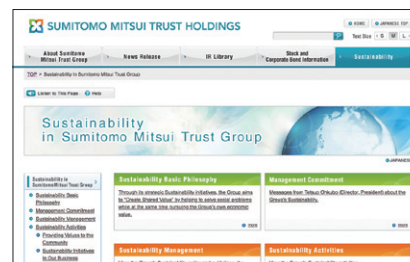 SUMITOMO MITSUI TRUST HOLDINGS
HOME JAPANESE TOP
Text Size S M L
About Sumitomo
Mitsui Trust Group
News Release
IR Library
Stock and
Corporate Bond Information
Sustainability
TOP > Sustainability in Sumitomo Mitsui Trust Group
Listen to This Page
Help
Sustainability
in Sumitomo Mitsui Trust Group
JAPANESE
Sustainability in
Sumitomo Mitsui Trust Group
Sustainability Basic
Philosophy
Management Commitment
Sustainability Management
Sustainability Activities
Providing Values to the
Community
Sustainability Initiatives
in Our Business
Sustainability Basic Philosophy
Through its strategic Sustainability initiatives, the Group aims
to "Create Shared Value" by helping to solve social problems
while at the same time nurturing the Group's own economic
value.
Management Commitment
Messages from Tetsuo Ohkubo (Director, President) about the
Group's Sustainability.
Sustainability Management
Sustainability Activities